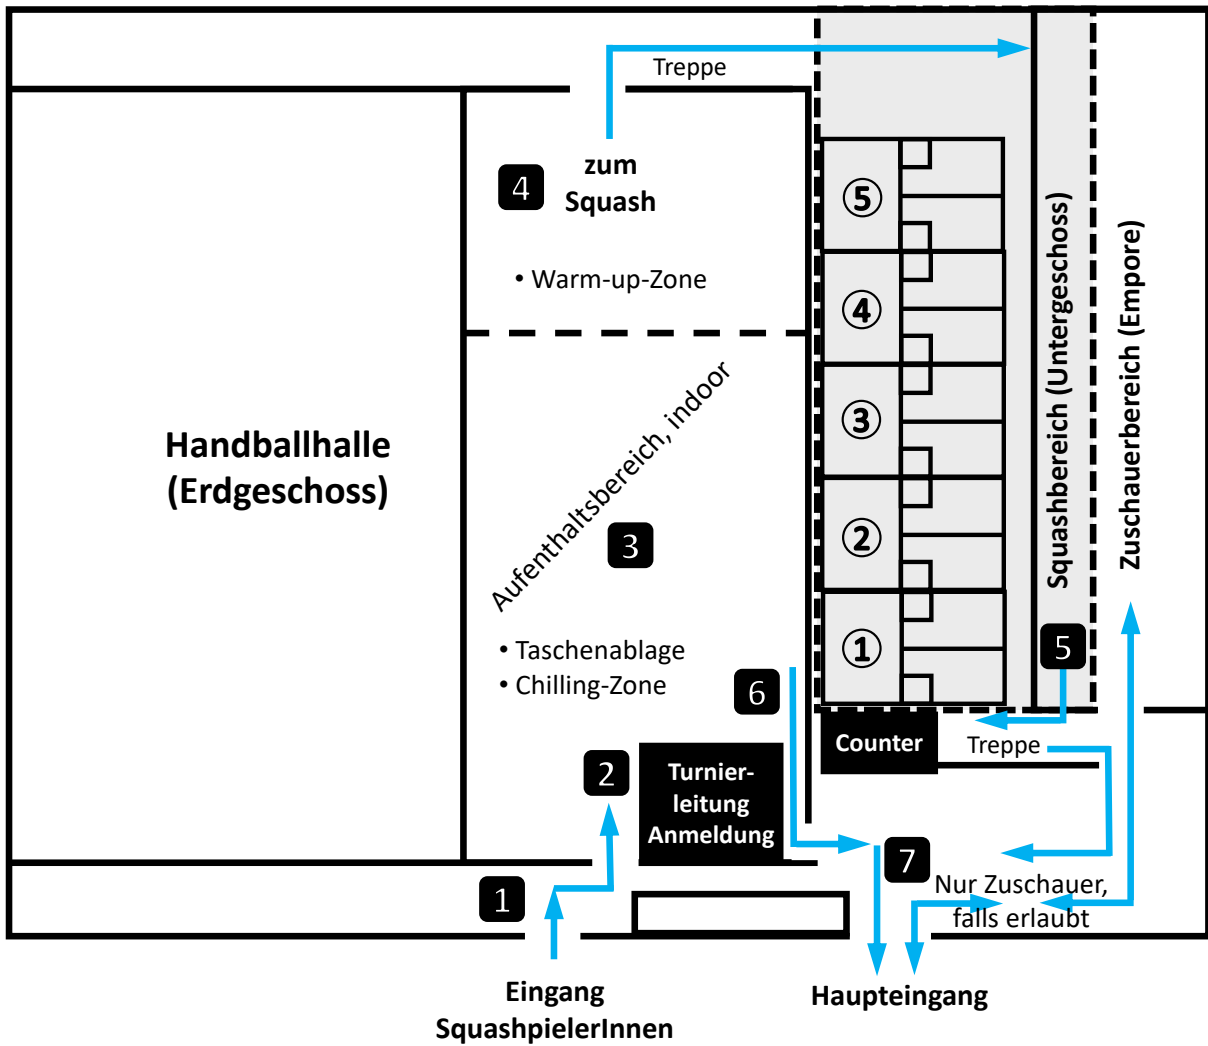 Treppe
4
zum
Squash
• Warm-up-Zone
Handballhalle
(Erdgeschoss)
Aufenthaltsbereich, indoor
3
• Taschenablage
• Chilling-Zone
6
2
Turnier-
leitung
Anmeldung
1
Eingang
SquashpielerInnen
⑤
④
③
②
①
Squashbereich (Untergeschoss)
Zuschauerbereich (Empore)
5
Counter
Treppe
7
Nur Zuschauer,
falls erlaubt
Haupteingang